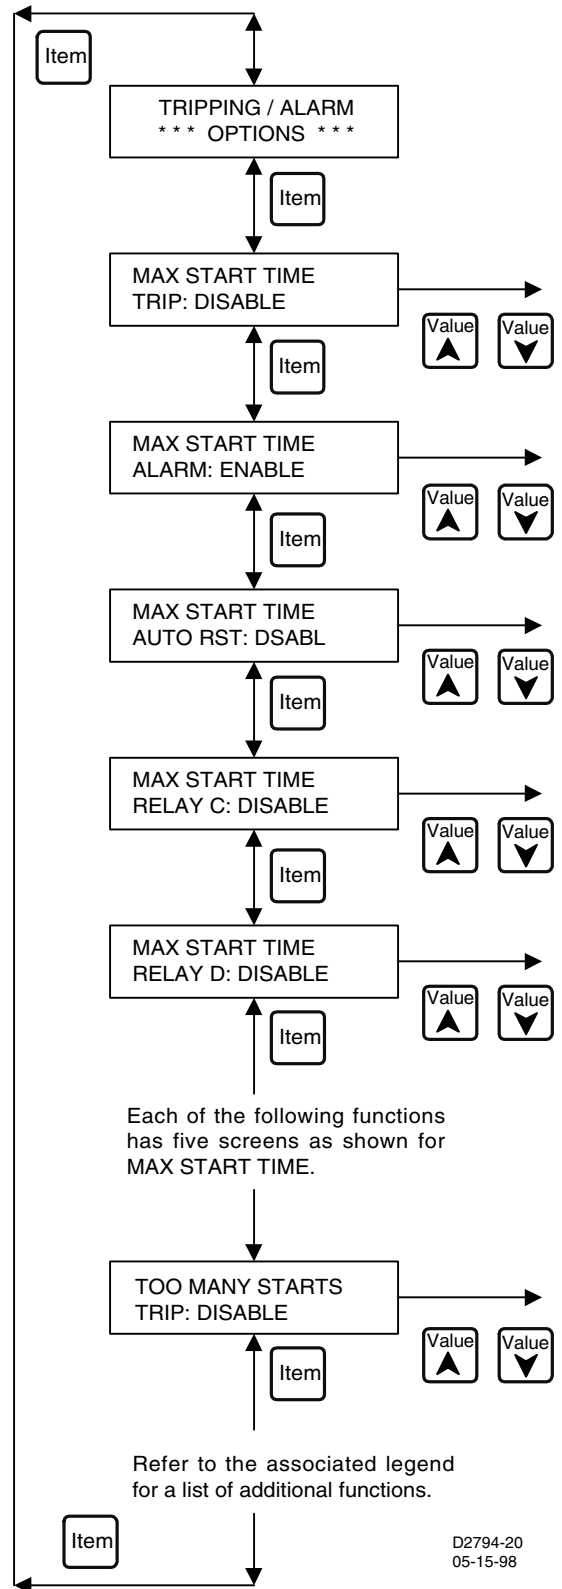 Item
TRIPPING / ALARM
* * * OPTIONS * * *
Item
MAX START TIME
TRIP: DISABLE
Value Value
Item
MAX START TIME
ALARM: ENABLE
Value Value
Item
MAX START TIME
AUTO RST: DSABL
Value Value
Item
MAX START TIME
RELAY C: DISABLE
Value Value
Item
MAX START TIME
RELAY D: DISABLE
Value Value
Item
Each of the following functions
has five screens as shown for
MAX START TIME.
TOO MANY STARTS
TRIP: DISABLE
Value Value
Item
Refer to the associated legend
for a list of additional functions.
Item
D2794-20
05-15-98